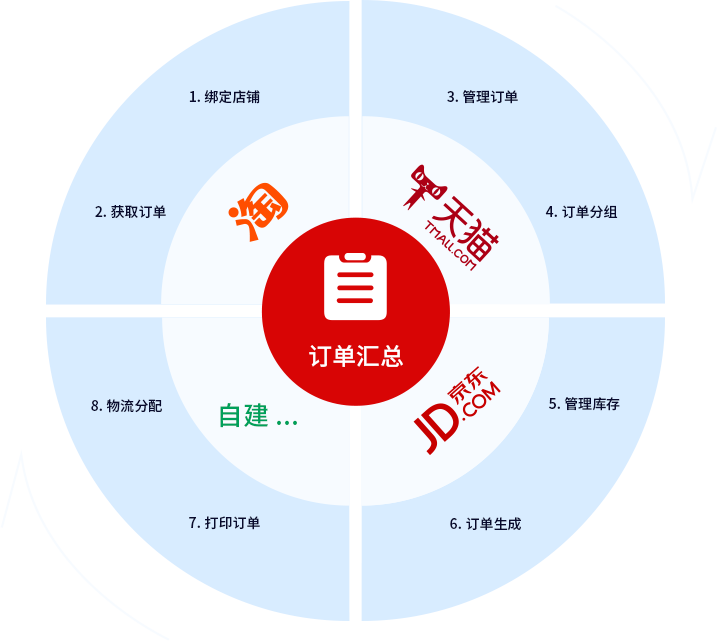 1. 绑定店铺
3. 管理订单
2. 获取订单
4. 订单分组
淘
天猫
TMALL.COM
订单汇总
京东
JD.COM
自建 ...
8. 物流分配
5. 管理库存
7. 打印订单
6. 订单生成